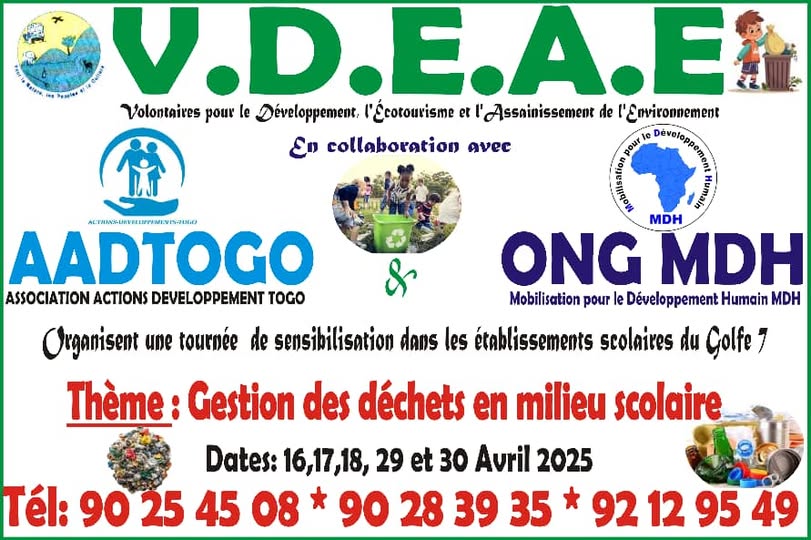 V.D.E.A.E
Volontaires pour le Développement, l'Écotourisme et l'Assainissement de l'Environnement
En collaboration avec
ACTIONS-DEVELOPPEMENTS-TOGO
AADTOGO
ASSOCIATION ACTIONS DEVELOPPEMENT TOGO
&
Mobilisation pour le Développement Humain
MDH
ONG MDH
Mobilisation pour le Développement Humain MDH
Organisent une tournée de sensibilisation dans les établissements scolaires du Golfe 7
Thème : Gestion des déchets en milieu scolaire
Dates: 16,17,18, 29 et 30 Avril 2025
Tél: 90 25 45 08 * 90 28 39 35 * 92 12 95 49